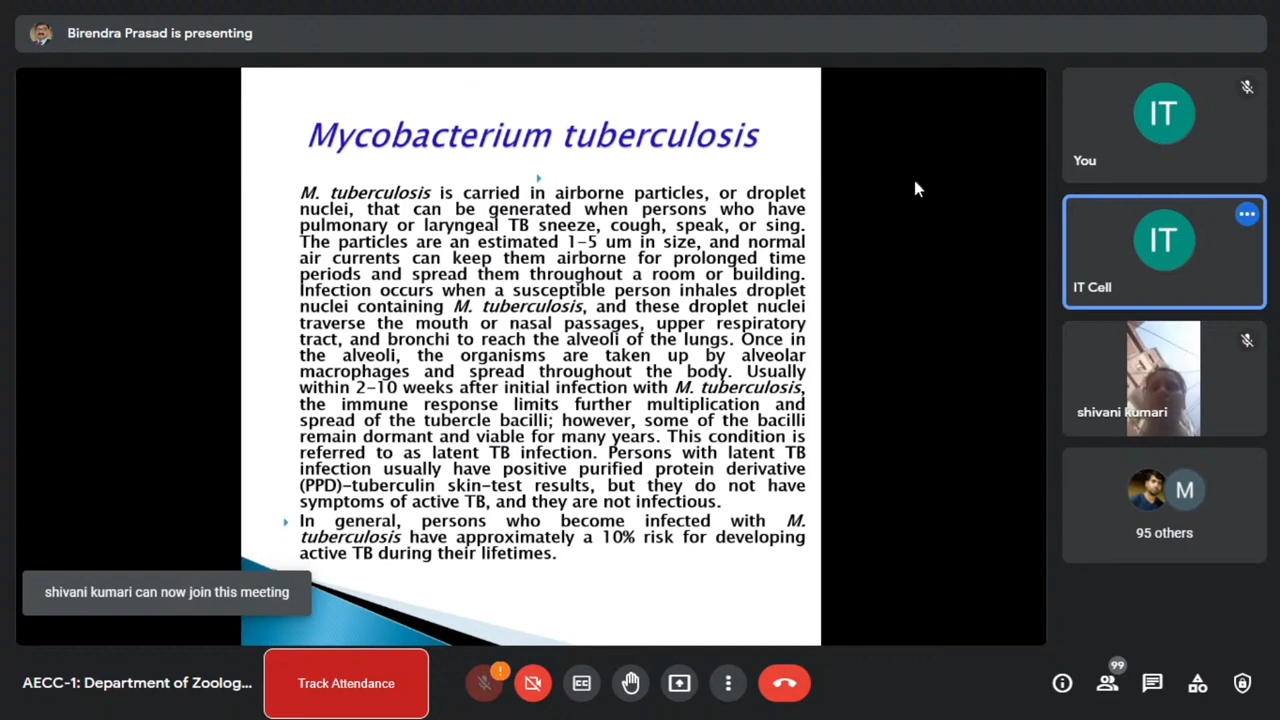 Birendra Prasad is presenting
Mycobacterium tuberculosis
M. tuberculosis is carried in airborne particles, or droplet
nuclei, that can be generated when persons who have
pulmonary or laryngeal TB sneeze, cough, speak, or sing.
The particles are an estimated 1-5 um in size, and normal
air currents can keep them airborne for prolonged time
periods and spread them throughout a room or building.
Infection occurs when a susceptible person inhales droplet
nuclei containing M. tuberculosis, and these droplet nuclei
traverse the mouth or nasal passages, upper respiratory
tract, and bronchi to reach the alveoli of the lungs. Once in
the alveoli, the organisms are taken up by alveolar
macrophages and spread throughout the body. Usually
within 2-10 weeks after initial infection with M. tuberculosis,
the immune response limits further multiplication and
spread of the tubercle bacilli; however, some of the bacilli
remain dormant and viable for many years. This condition is
referred to as latent TB infection. Persons with latent TB
infection usually have positive purified protein derivative
(PPD)-tuberculin skin-test results, but they do not have
symptoms of active TB, and they are not infectious.
In general, persons who become infected with M.
tuberculosis have approximately a 10% risk for developing
active TB during their lifetimes.
shivani kumari can now join this meeting
IT
You
IT
IT Cell
shivani kumari
M
95 others
AECC-1: Department of Zoolog...
Track Attendance
!
CC
99